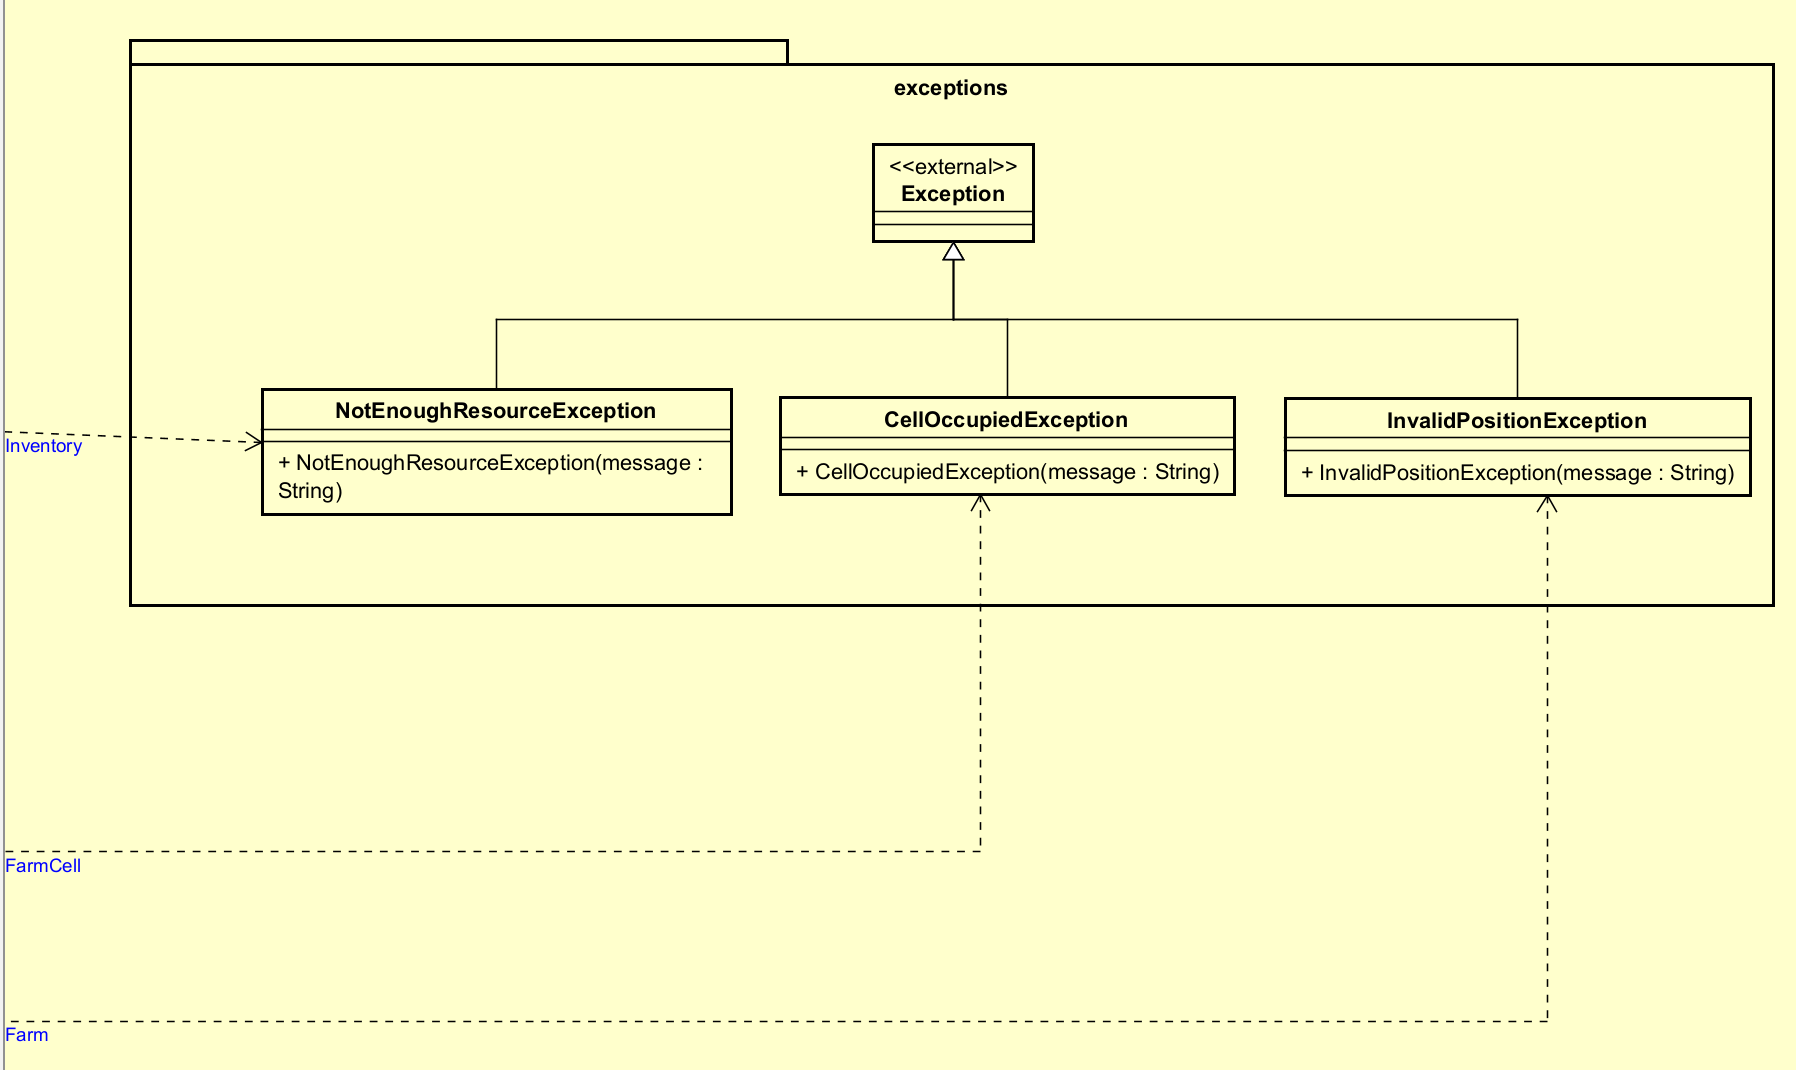 exceptions
<<external>>
Exception
NotEnoughResourceException
+ NotEnoughResourceException(message :
String)
CellOccupiedException
+ CellOccupiedException(message : String)
InvalidPositionException
+ InvalidPositionException(message : String)
Inventory
FarmCell
Farm